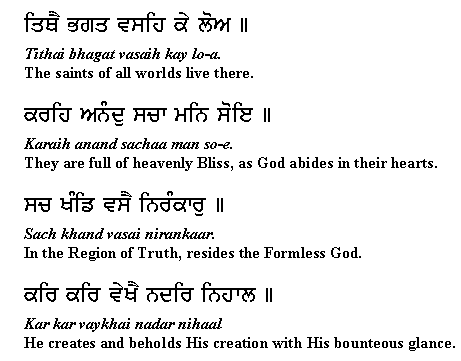 ਤਿਥੈ ਭਗਤ ਵਸਹਿ ਕੇ ਲੋਅ ॥
Tithai bhagat vasaih kay lo-a.
The saints of all worlds live there.
ਕਰਹਿ ਅਨੰਦੁ ਸਚਾ ਮਨਿ ਸੋਇ ॥
Karaih anand sachaa man so-e.
They are full of heavenly Bliss, as God abides in their hearts.
ਸਚ ਖੰਡਿ ਵਸੈ ਨਿਰੰਕਾਰੁ ॥
Sach khand vasai nirankaar.
In the Region of Truth, resides the Formless God.
ਕਰਿ ਕਰਿ ਵੇਖੈ ਨਦਰਿ ਨਿਹਾਲ ॥
Kar kar vaykhai nadar nihaal
He creates and beholds His creation with His bounteous glance.